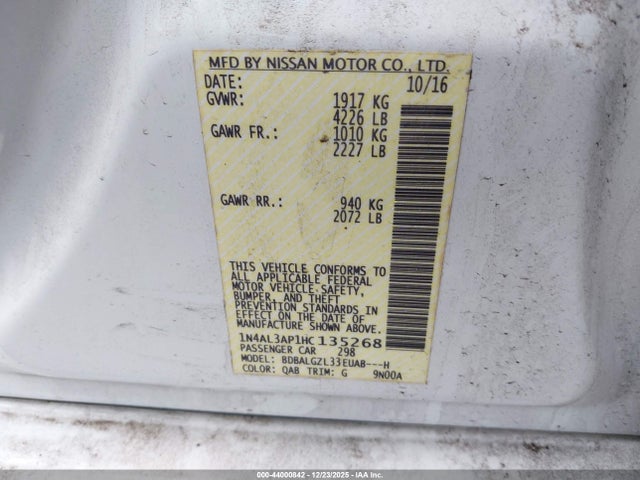 MFD BY NISSAN MOTOR CO., LTD.
DATE: 10/16
GVWR: 1917 KG
4226 LB
GAWR FR.: 1010 KG
2227 LB
GAWR RR.: 940 KG
2072 LB
THIS VEHICLE CONFORMS TO
ALL APPLICABLE FEDERAL
MOTOR VEHICLE SAFETY,
BUMPER, AND THEFT
PREVENTION STANDARDS IN
EFFECT ON THE DATE OF
MANUFACTURE SHOWN ABOVE.
1N4AL3AP1HC135268
PASSENGER CAR 298
MODEL: BDBALGZL33EUAB---H
COLOR: QAB TRIM: G 9N00A
000-44000842 - 12/23/2025 - IAA Inc.